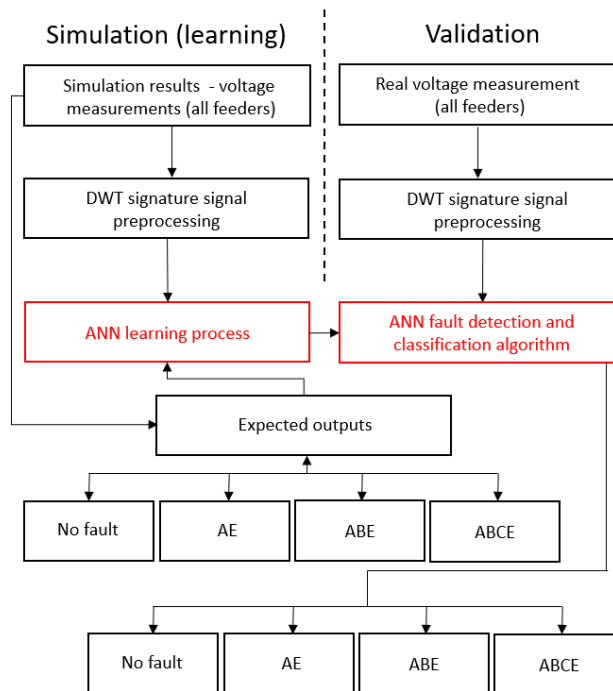 Simulation (learning)
Validation
Simulation results - voltage
measurements (all feeders)
Real voltage measurement
(all feeders)
DWT signature signal
preprocessing
DWT signature signal
preprocessing
ANN learning process
ANN fault detection and
classification algorithm
Expected outputs
No fault
AE
ABE
ABCE
No fault
AE
ABE
ABCE